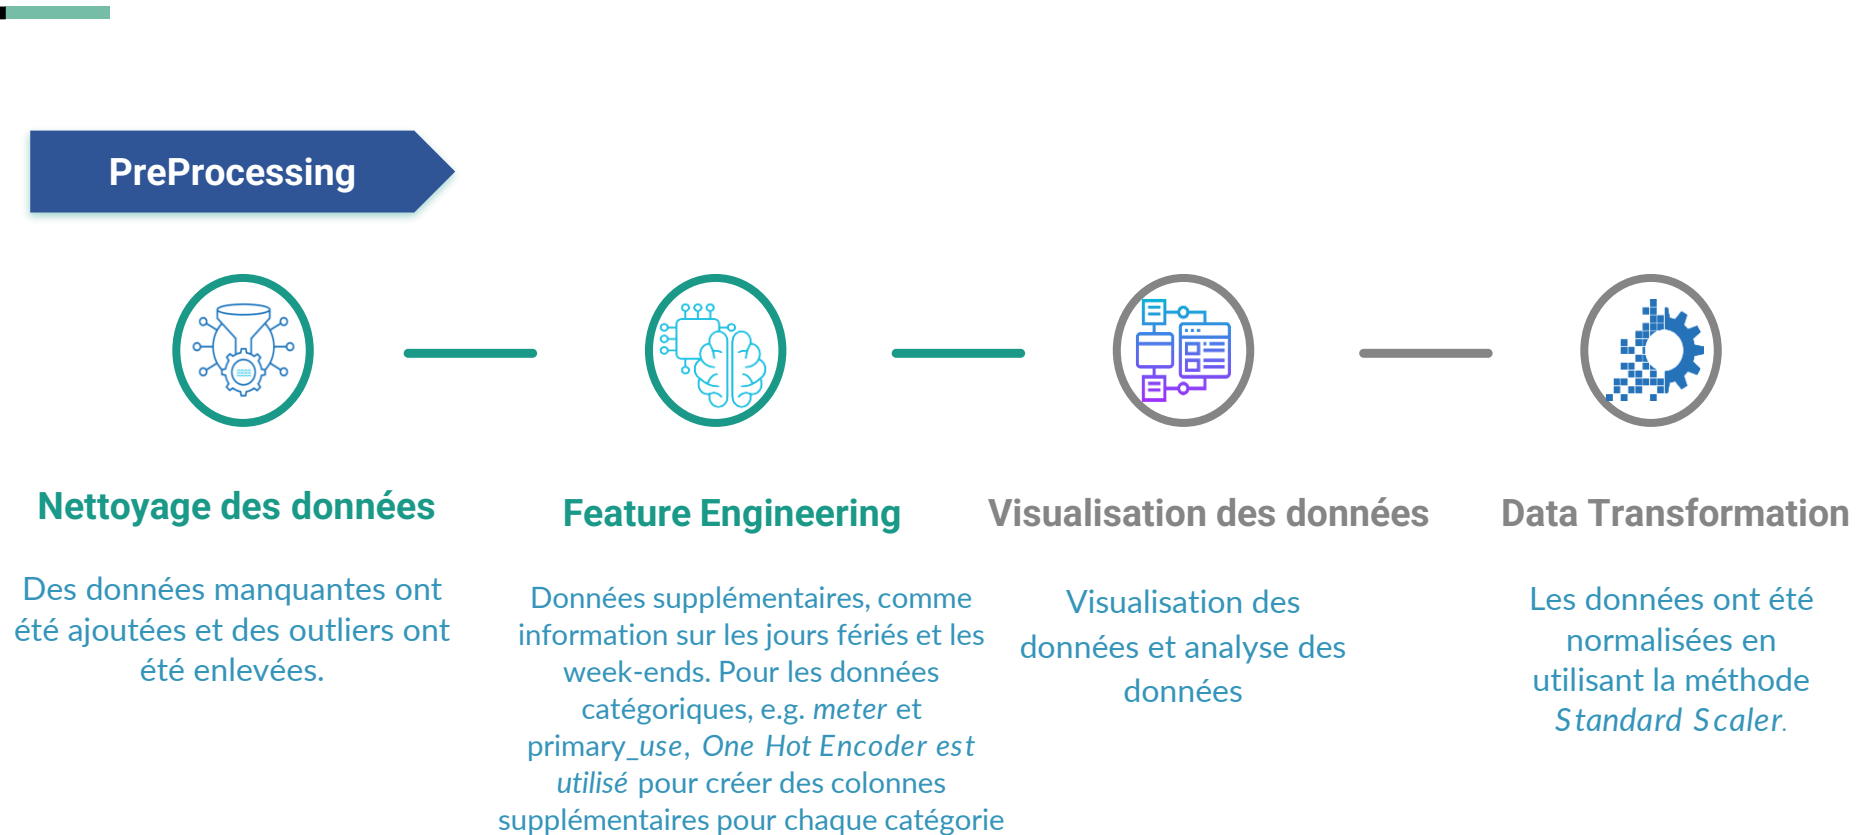 PreProcessing
Nettoyage des données
Des données manquantes ont
été ajoutées et des outliers ont
été enlevées.
Feature Engineering
Données supplémentaires, comme
information sur les jours fériés et les
week-ends. Pour les données
catégoriques, e.g. meter et
primary_use, One Hot Encoder est
utilisé pour créer des colonnes
supplémentaires pour chaque catégorie
Visualisation des données
Visualisation des
données et analyse des
données
Data Transformation
Les données ont été
normalisées en
utilisant la méthode
Standard Scaler.